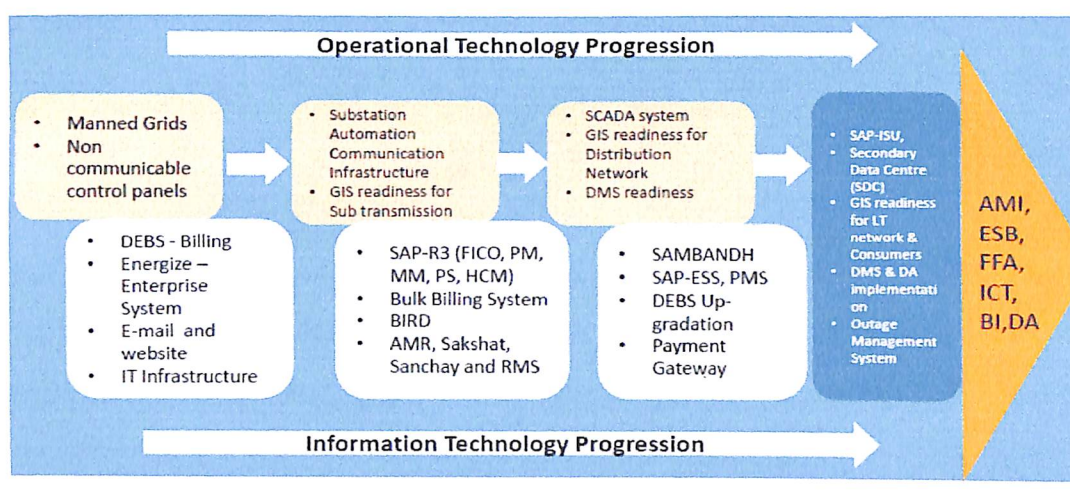 Operational Technology Progression
• Manned Grids
• Non
communicable
control panels
• Substation
Automation
Communication
Infrastructure
• GIS readiness for
Sub transmission
• SCADA system
• GIS readiness for
Distribution
Network
• DMS readiness
• SAP-ISU,
• Secondary
Data Centre
(SDC)
• GIS readiness
for LT
network &
Consumers
• DMS & DA
implementati
on
• Outage
Management
System
AMI,
ESB,
FFA,
ICT,
BI,DA
• DEBS - Billing
• Energize –
Enterprise
System
• E-mail and
website
• IT Infrastructure
• SAP-R3 (FICO, PM,
MM, PS, HCM)
• Bulk Billing System
• BIRD
• AMR, Sakshat,
Sanchay and RMS
• SAMBANDH
• SAP-ESS, PMS
• DEBS Up-
gradation
• Payment
Gateway
Information Technology Progression